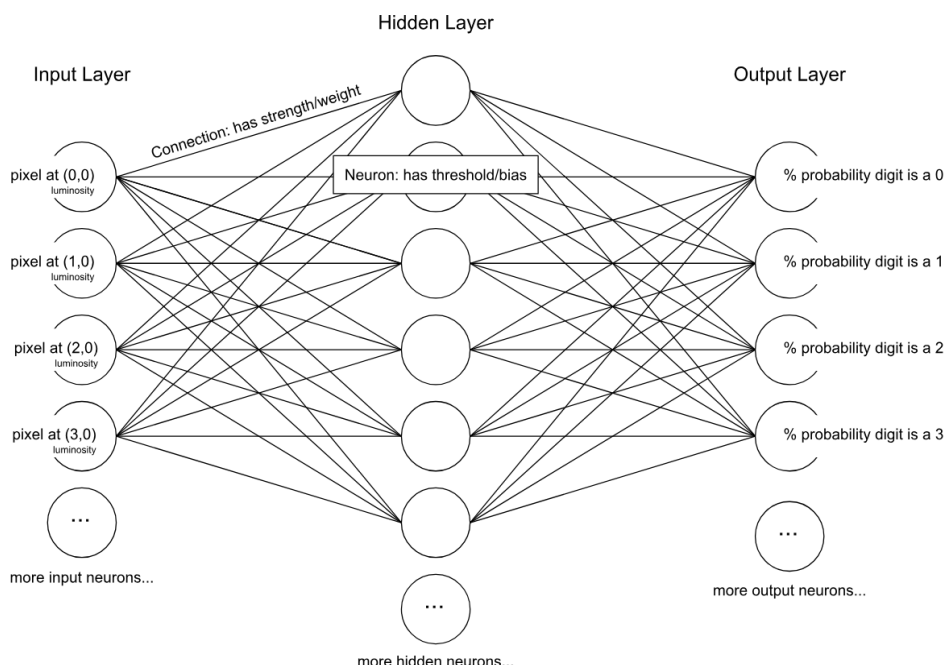 Hidden Layer
Input Layer
Output Layer
Connection: has strength/weight
Neuron: has threshold/bias
pixel at (0,0)
luminosity
pixel at (1,0)
luminosity
pixel at (2,0)
luminosity
pixel at (3,0)
luminosity
...
more input neurons...
...
more hidden neurons...
% probability digit is a 0
% probability digit is a 1
% probability digit is a 2
% probability digit is a 3
...
more output neurons...